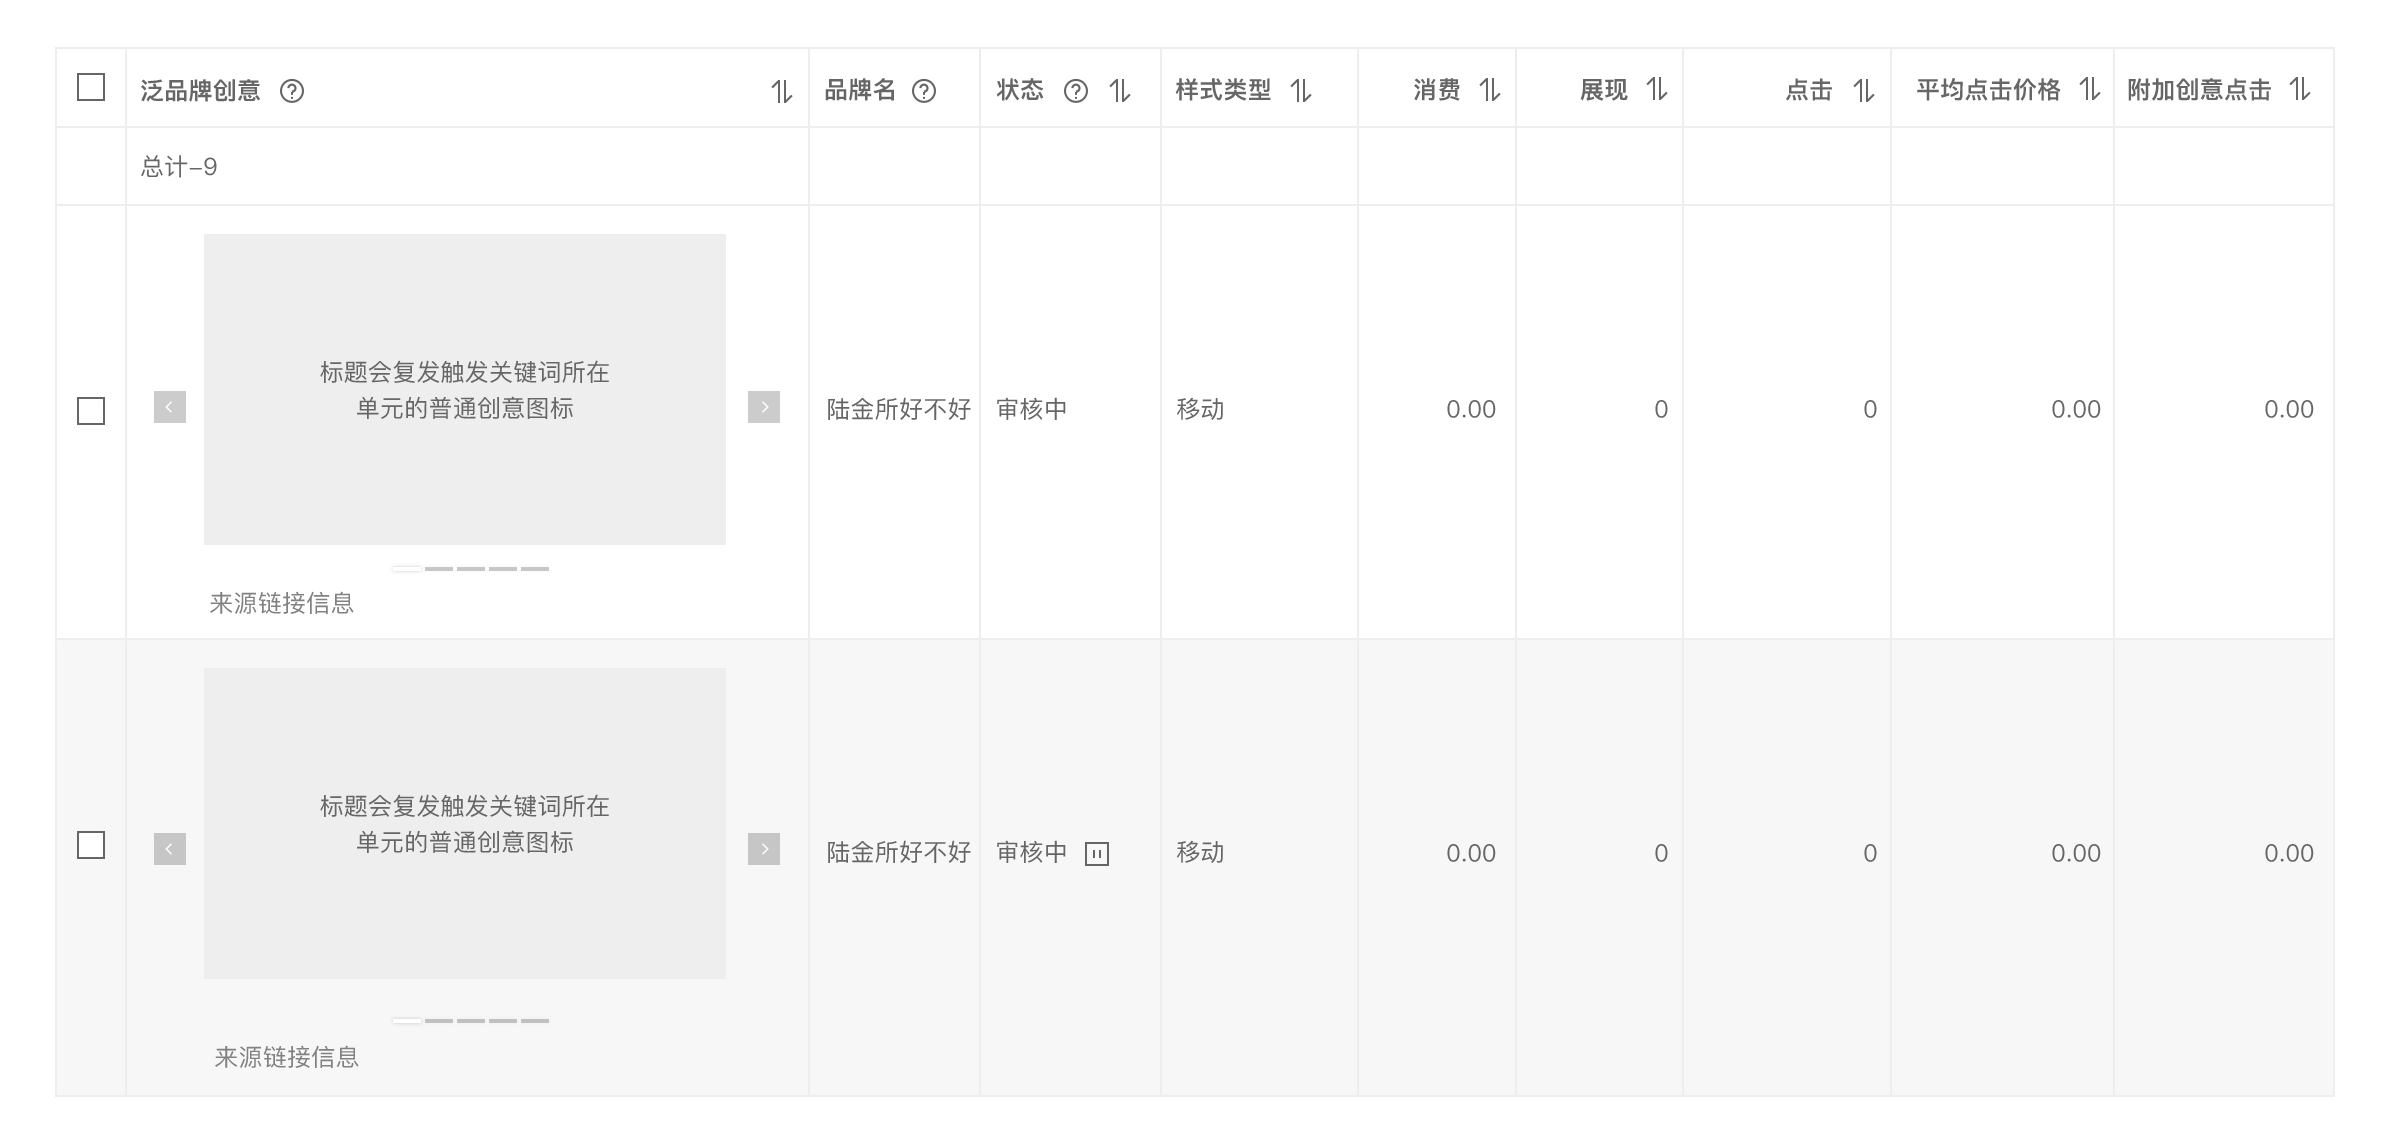 泛品牌创意 品牌名 状态 样式类型 消费 展现 点击 平均点击价格 附加创意点击
总计-9
标题会复发触发关键词所在
单元的普通创意图标
陆金所好不好 审核中 移动 0.00 0 0 0.00 0.00
来源链接信息
标题会复发触发关键词所在
单元的普通创意图标
陆金所好不好 审核中 移动 0.00 0 0 0.00 0.00
来源链接信息